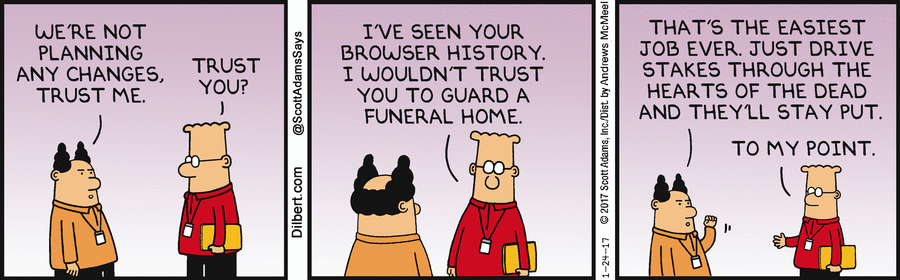 WE'RE NOT
PLANNING
ANY CHANGES,
TRUST ME.
TRUST
YOU?
Dilbert.com @ScottAdamsSays
I'VE SEEN YOUR
BROWSER HISTORY.
I WOULDN'T TRUST
YOU TO GUARD A
FUNERAL HOME.
1-24-17 © 2017 Scott Adams, Inc./Dist. by Andrews McMeel
THAT'S THE EASIEST
JOB EVER. JUST DRIVE
STAKES THROUGH THE
HEARTS OF THE DEAD
AND THEY'LL STAY PUT.
TO MY POINT.